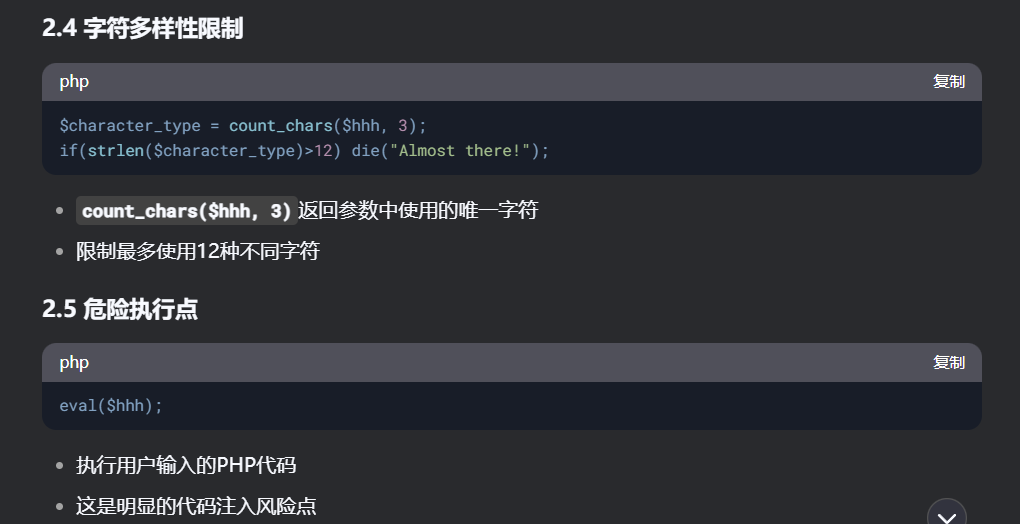 2.4 字符多样性限制
php
复制
$character_type = count_chars($hhh, 3);
if(strlen($character_type)>12) die("Almost there!");
count_chars($hhh, 3)返回参数中使用的唯一字符
限制最多使用12种不同字符
2.5 危险执行点
php
复制
eval($hhh);
执行用户输入的PHP代码
这是明显的代码注入风险点